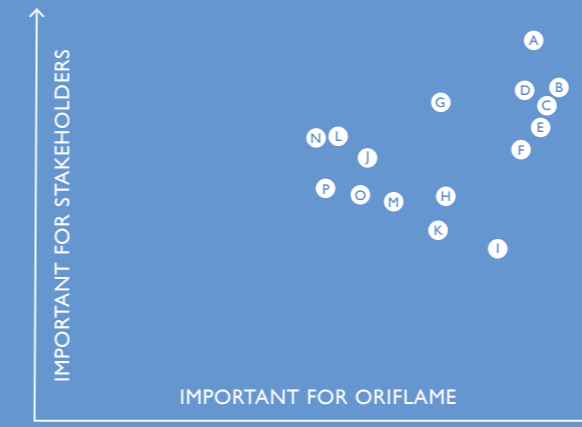 IMPORTANT FOR STAKEHOLDERS
A
B
D
C
G
E
N
L
F
J
P
O
M
H
K
I
IMPORTANT FOR ORIFLAME